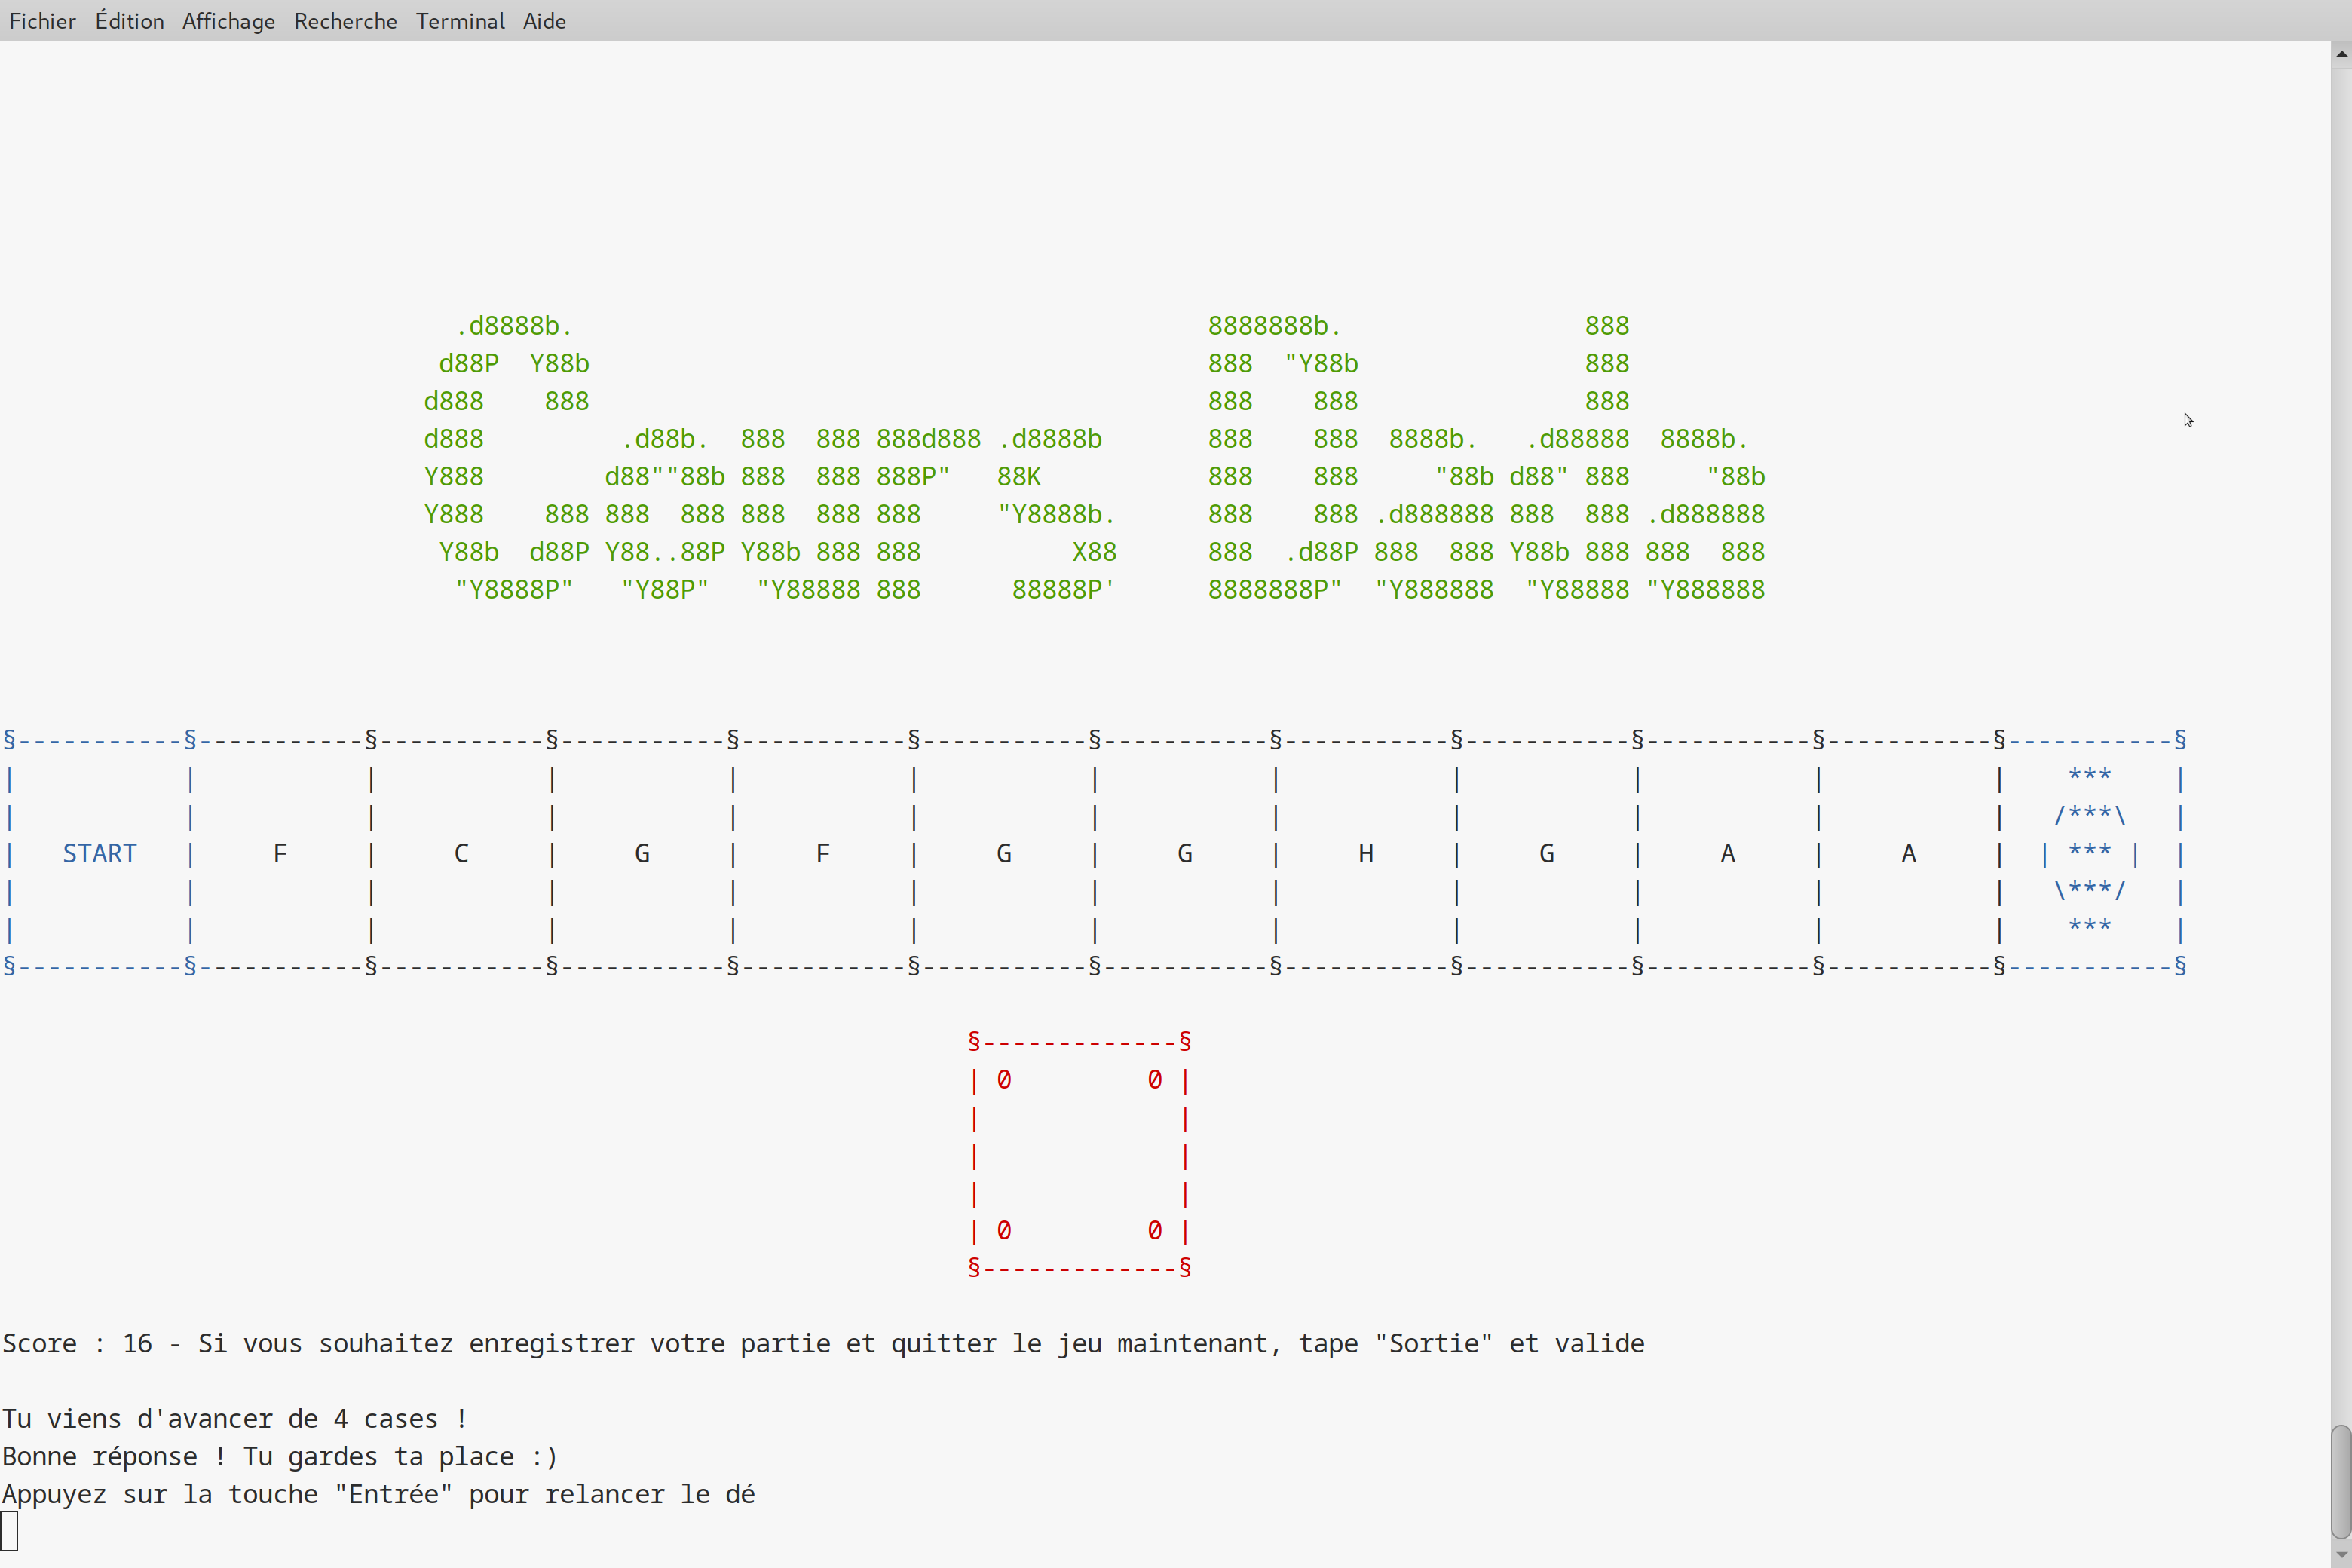 Fichier Édition Affichage Recherche Terminal Aide
  .d8888b.                                          8888888b.                888
 d88P  Y88b                                         888  "Y88b               888
d888    888                                         888    888               888
d888         .d88b.  888  888 888d888 .d8888b       888    888  8888b.   .d88888  8888b.
Y888        d88""88b 888  888 888P"   88K           888    888     "88b d88" 888     "88b
Y888    888 888  888 888  888 888     "Y8888b.      888    888 .d888888 888  888 .d888888
 Y88b  d88P Y88..88P Y88b 888 888          X88      888  .d88P 888  888 Y88b 888 888  888
  "Y8888P"   "Y88P"   "Y88888 888      88888P'      8888888P"  "Y888888  "Y88888 "Y888888
§-----------§-----------§-----------§-----------§-----------§-----------§-----------§-----------§-----------§-----------§-----------§-----------§
|           |           |           |           |           |           |           |           |           |           |           |    ***    |
|           |           |           |           |           |           |           |           |           |           |           |   /***\   |
|   START   |     F     |     C     |     G     |     F     |     G     |     G     |     H     |     G     |     A     |     A     |  | *** |  |
|           |           |           |           |           |           |           |           |           |           |           |   \***/   |
|           |           |           |           |           |           |           |           |           |           |           |    ***    |
§-----------§-----------§-----------§-----------§-----------§-----------§-----------§-----------§-----------§-----------§-----------§-----------§
§-------------§
| 0         0 |
|             |
|             |
|             |
| 0         0 |
§-------------§
Score : 16 - Si vous souhaitez enregistrer votre partie et quitter le jeu maintenant, tape "Sortie" et valide
Tu viens d'avancer de 4 cases !
Bonne réponse ! Tu gardes ta place :)
Appuyez sur la touche "Entrée" pour relancer le dé